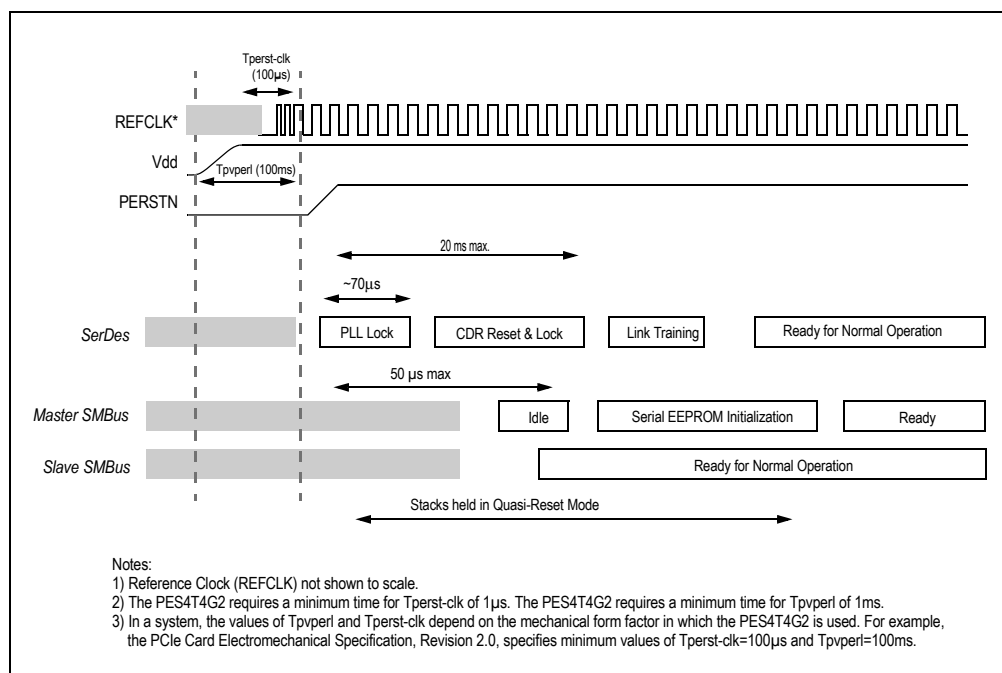 Tperst-clk
(100µs)
REFCLK*
Vdd
Tpvperl (100ms)
PERSTN
20 ms max.
~70µs
SerDes
PLL Lock
CDR Reset & Lock
Link Training
Ready for Normal Operation
50 µs max
Master SMBus
Idle
Serial EEPROM Initialization
Ready
Slave SMBus
Ready for Normal Operation
Stacks held in Quasi-Reset Mode
Notes:
1) Reference Clock (REFCLK) not shown to scale.
2) The PES4T4G2 requires a minimum time for Tperst-clk of 1µs. The PES4T4G2 requires a minimum time for Tpvperl of 1ms.
3) In a system, the values of Tpvperl and Tperst-clk depend on the mechanical form factor in which the PES4T4G2 is used. For example,
the PCIe Card Electromechanical Specification, Revision 2.0, specifies minimum values of Tperst-clk=100µs and Tpvperl=100ms.